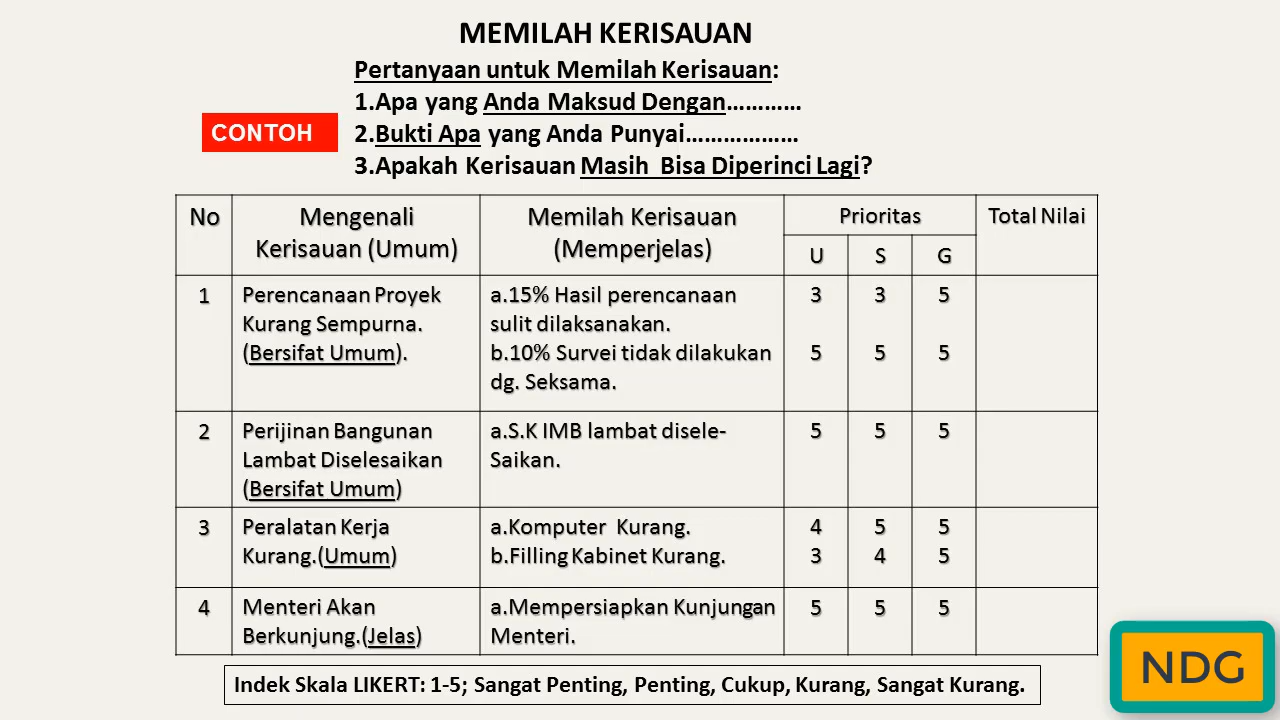 MEMILAH KERISAUAN
Pertanyaan untuk Memilah Kerisauan:
1.Apa yang Anda Maksud Dengan…………
CONTOH
2.Bukti Apa yang Anda Punyai………………
3.Apakah Kerisauan Masih  Bisa Diperinci Lagi?
No Mengenali Kerisauan (Umum) Memilah Kerisauan (Memperjelas) Prioritas Total Nilai
U S G
1 Perencanaan Proyek a.15% Hasil perencanaan 3 3 5
Kurang Sempurna. sulit dilaksanakan.
(Bersifat Umum). b.10% Survei tidak dilakukan 5 5 5
dg. Seksama.
2 Perijinan Bangunan a.S.K IMB lambat disele- 5 5 5
Lambat Diselesaikan Saikan.
(Bersifat Umum)
3 Peralatan Kerja a.Komputer  Kurang. 4 5 5
Kurang.(Umum) b.Filling Kabinet Kurang. 3 4 5
4 Menteri Akan a.Mempersiapkan Kunjungan 5 5 5
Berkunjung.(Jelas) Menteri.
Indek Skala LIKERT: 1-5; Sangat Penting, Penting, Cukup, Kurang, Sangat Kurang.
NDG